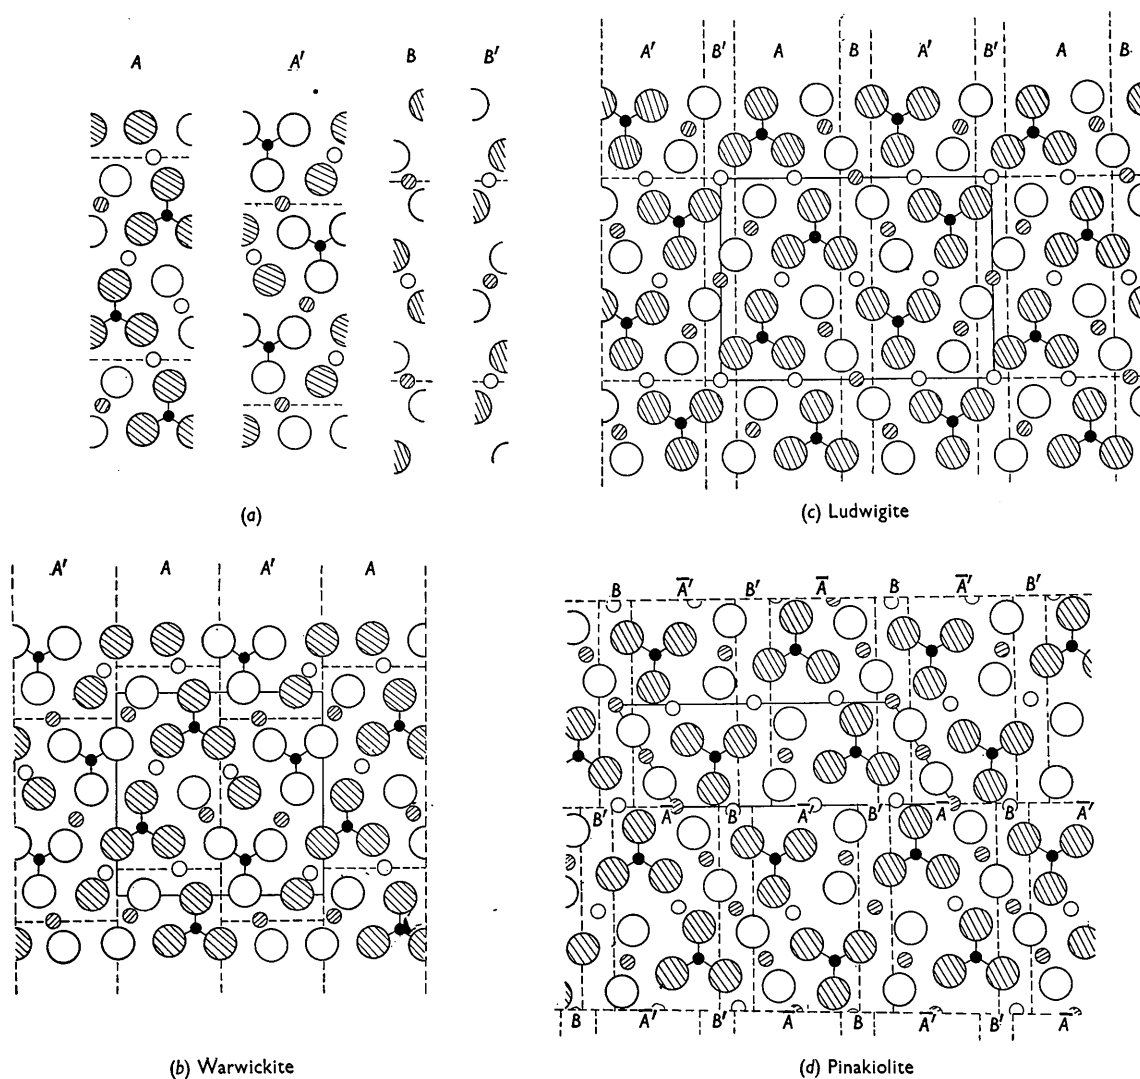 A A′ B B′
(a)
A′ B′ A B A′ B′ A B
(c) Ludwigite
A′ A A′ A
(b) Warwickite
B A̅′ B′ A̅ B A̅′ B′
B′ A̅ B A̅′ B′ A̅ B A̅′
B A̅′ B′ A̅ B A̅′ B′ A̅
(d) Pinakiolite